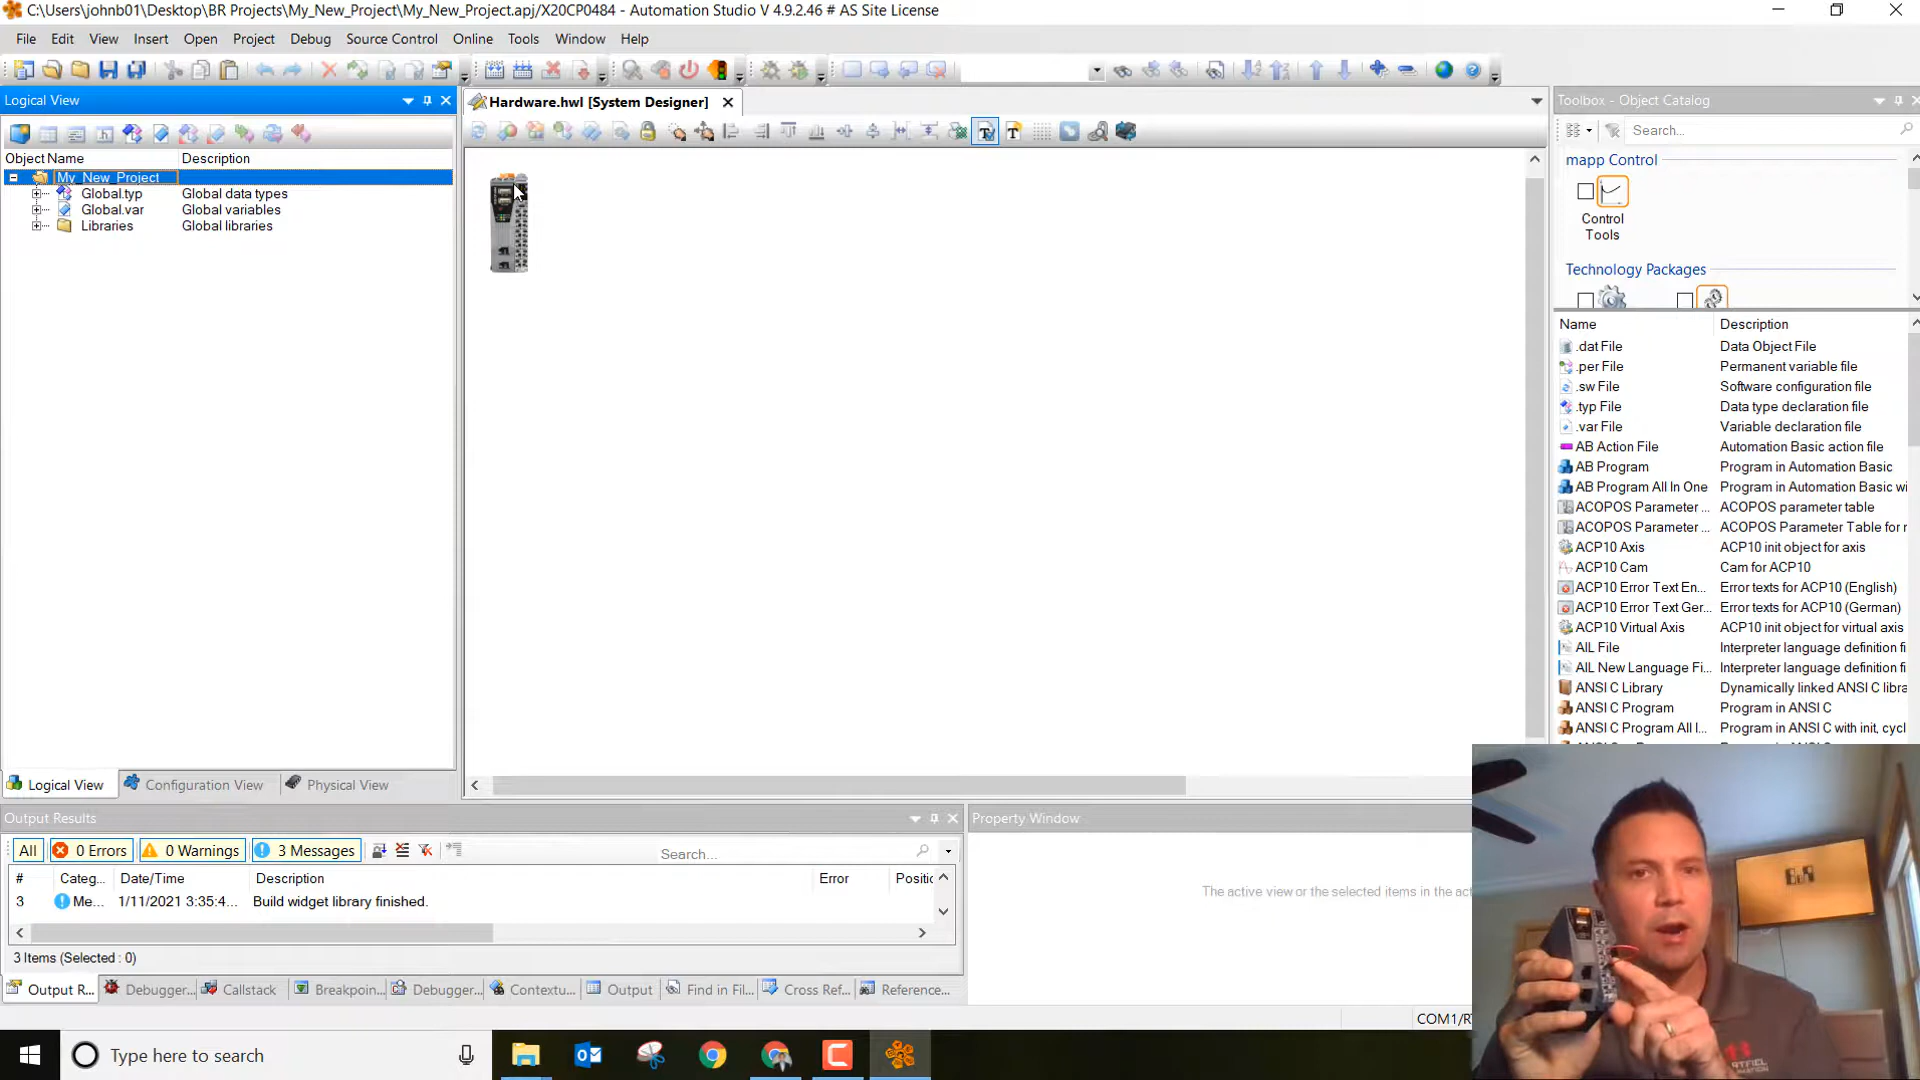 C:\Users\johnb01\Desktop\BR Projects\My_New_Project\My_New_Project.apj/X20CP0484 - Automation Studio V 4.9.2.46 # AS Site License
File Edit View Insert Open Project Debug Source Control Online Tools Window Help
Logical View
Hardware.hwl [System Designer]
Toolbox - Object Catalog
Search...
Object Name Description
My_New_Project
Global.typ Global data types
Global.var Global variables
Libraries Global libraries
mapp Control
Control
Tools
Technology Packages
Name Description
.dat File Data Object File
.per File Permanent variable file
.sw File Software configuration file
.typ File Data type declaration file
.var File Variable declaration file
AB Action File Automation Basic action file
AB Program Program in Automation Basic
AB Program All In One Program in Automation Basic wi
ACOPOS Parameter ... ACOPOS parameter table
ACOPOS Parameter ... ACOPOS Parameter Table for r
ACP10 Axis ACP10 init object for axis
ACP10 Cam Cam for ACP10
ACP10 Error Text En... Error texts for ACP10 (English)
ACP10 Error Text Ger... Error texts for ACP10 (German)
ACP10 Virtual Axis ACP10 init object for virtual axis
AIL File Interpreter language definition fi
AIL New Language Fi... Interpreter language definition fi
ANSI C Library Dynamically linked ANSI C libra
ANSI C Program Program in ANSI C
ANSI C Program All I... Program in ANSI C with init, cycl
Logical View Configuration View Physical View
Output Results
Property Window
All 0 Errors 0 Warnings 3 Messages
Search...
# Categ... Date/Time Description Error Positic
3 Me... 1/11/2021 3:35:4... Build widget library finished.
The active view or the selected items in the act
3 Items (Selected : 0)
Output R... Debugger... Callstack Breakpoin... Debugger... Contextu... Output Find in Fil... Cross Ref... Reference...
COM1/RT
Type here to search